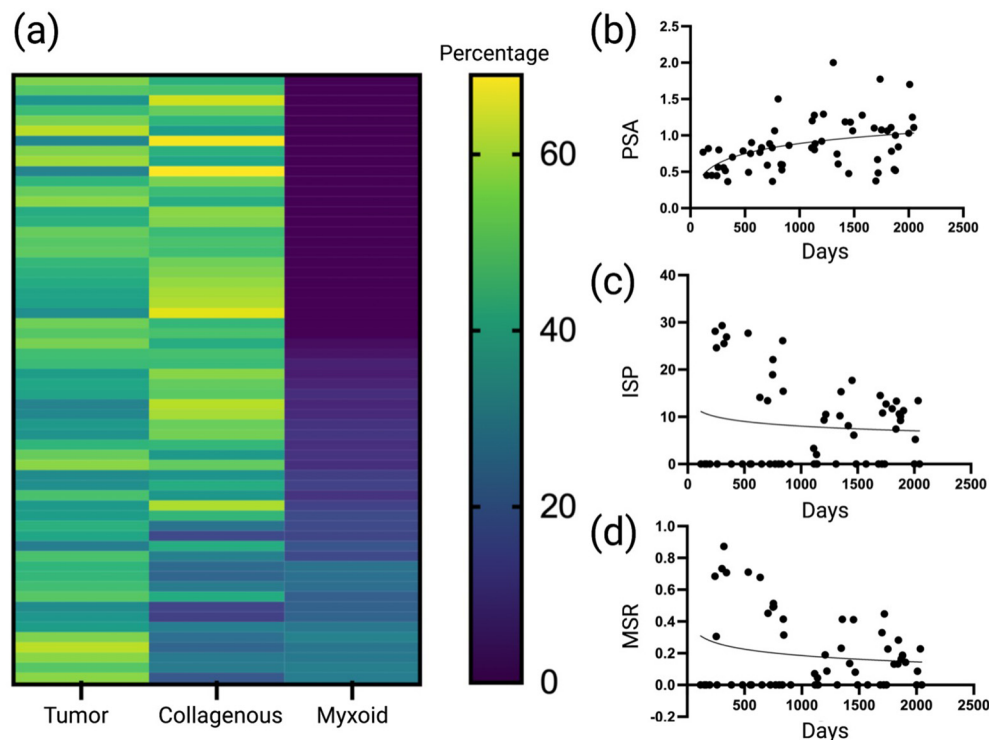 (a)
Percentage
60
40
20
0
Tumor Collagenous Myxoid
(b)
PSA
2.5
2.0
1.5
1.0
0.5
0.0
0 500 1000 1500 2000 2500
Days
(c)
ISP
40
30
20
10
0
0 500 1000 1500 2000 2500
Days
(d)
MSR
1.0
0.8
0.6
0.4
0.2
0.0
-0.2
500 1000 1500 2000 2500
Days